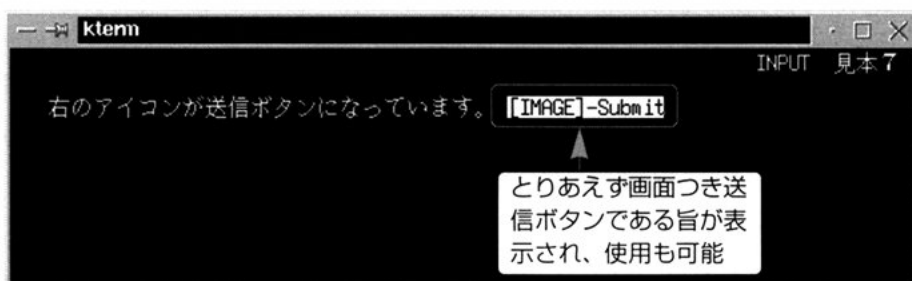 kterm
INPUT 見本7
右のアイコンが送信ボタンになっています。 [IMAGE]-Submit
とりあえず画面つき送
信ボタンである旨が表
示され、使用も可能